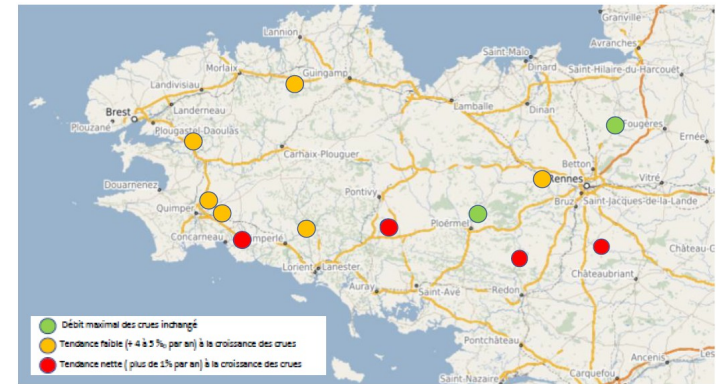 Granville
Lannion
Avranches
Saint-Malo
Morlaix
Guingamp
Dinard
Saint-Hilaire-du-Harcouët
Landivisiau
Lamballe
Dinan
Brest
Landerneau
Fougères
Plouzané
Plougastel-Daoulas
Ernée
Carhaix-Plouguer
Betton
Douarnenez
Rennes
Vitré
Pontivy
Quimper
Bruz
Saint-Jacques-de-la-Lande
Ploërmel
Concarneau
Quimperlé
Château-G
Lorient
Lanester
Châteaubriant
Auray
Saint-Avé
Redon
Débit maximal des crues inchangé
Pontchâteau
Tendance faible (+ 4 à 5 ‰ par an) à la croissance des crues
Ancenis
Les
Tendance nette ( plus de 1% par an) à la croissance des crues
Carquefou
Saint-Nazaire